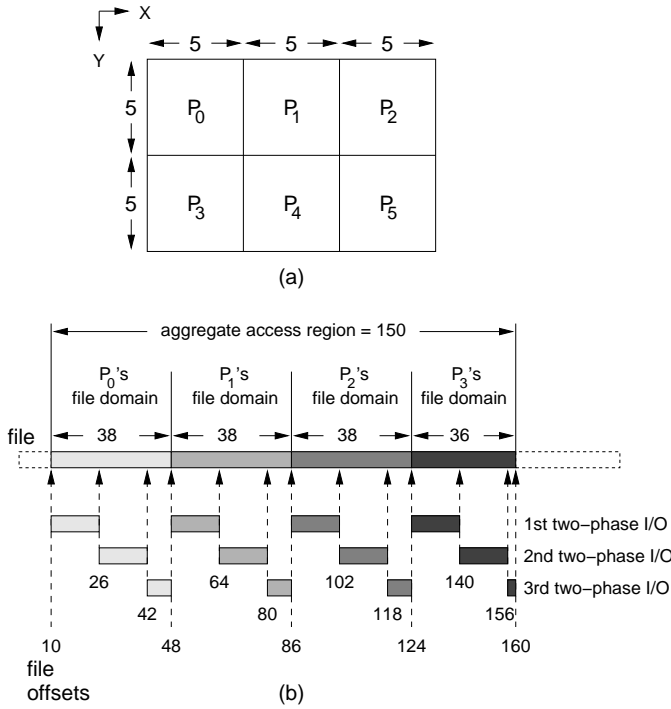 X
Y
5 5 5
5 P0 P1 P2
5 P3 P4 P5
(a)
aggregate access region = 150
P0's P1's P2's P3's
file domain file domain file domain file domain
file 38 38 38 36
1st two-phase I/O
2nd two-phase I/O
26 64 102 140 3rd two-phase I/O
42 80 118 156
10 48 86 124 160
file
offsets
(b)